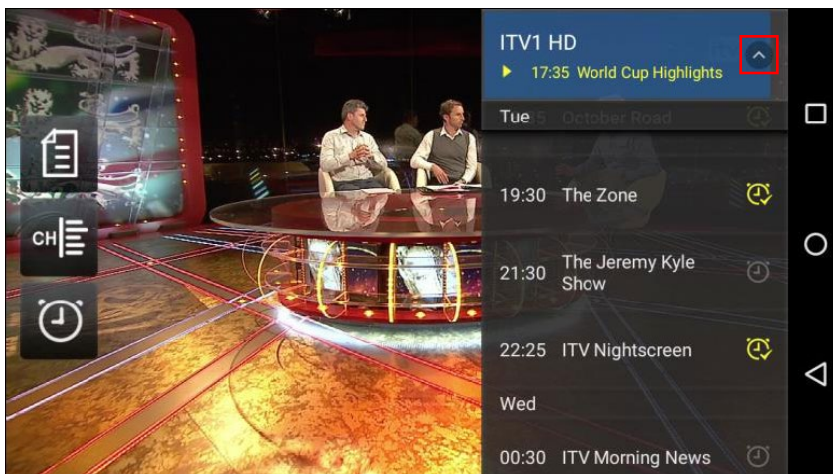 ITV1 HD
17:35 World Cup Highlights
Tue
October Road
CH
19:30 The Zone
21:30 The Jeremy Kyle
Show
22:25 ITV Nightscreen
Wed
00:30 ITV Morning News